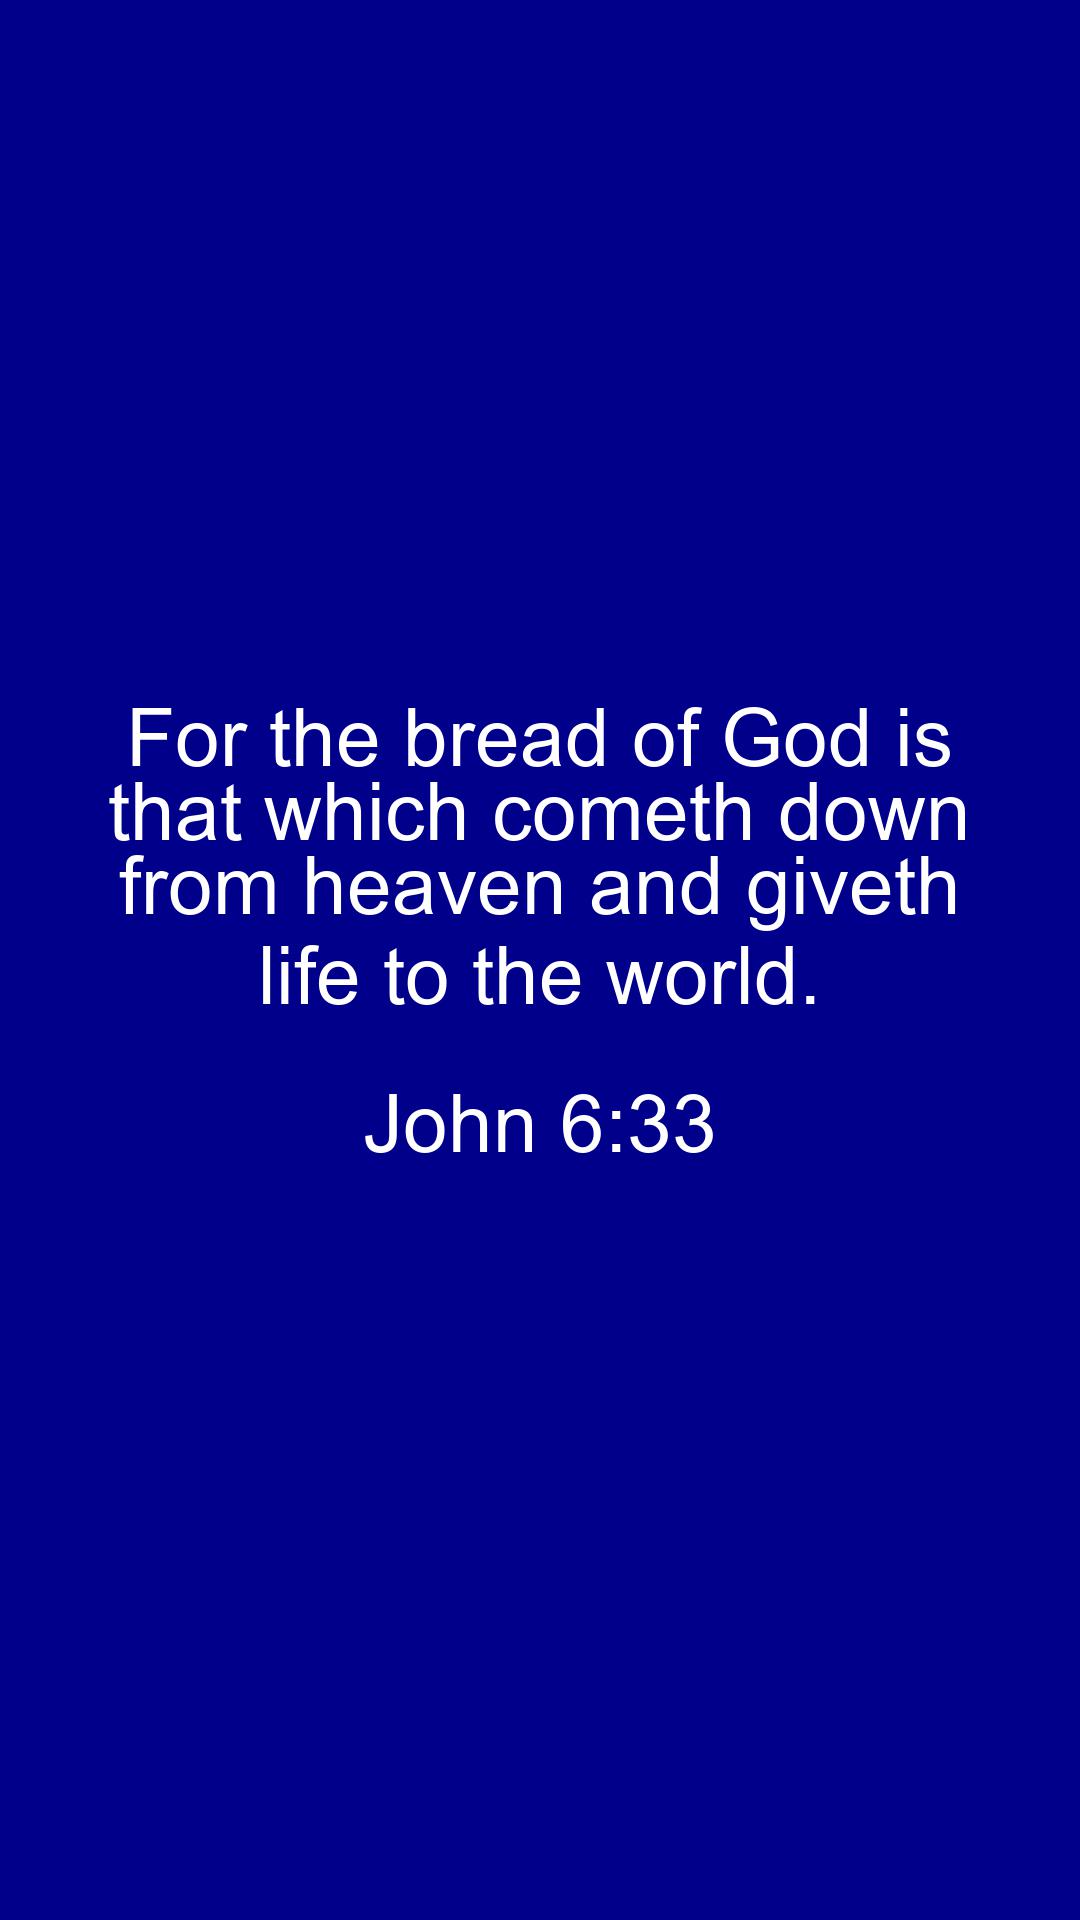 For the bread of God is
that which cometh down
from heaven and giveth
life to the world.
John 6:33